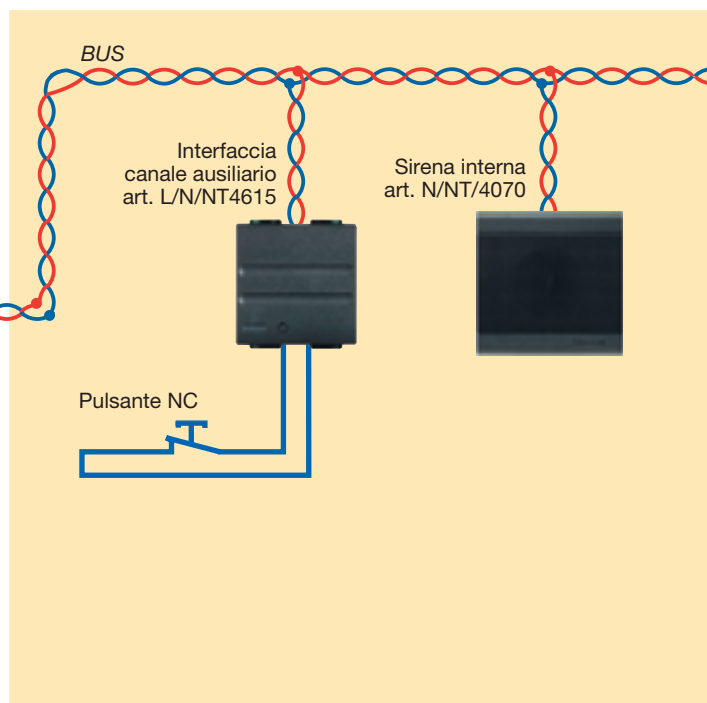 BUS
Interfaccia
canale ausiliario
art. L/N/NT4615
Sirena interna
art. N/NT/4070
Pulsante NC